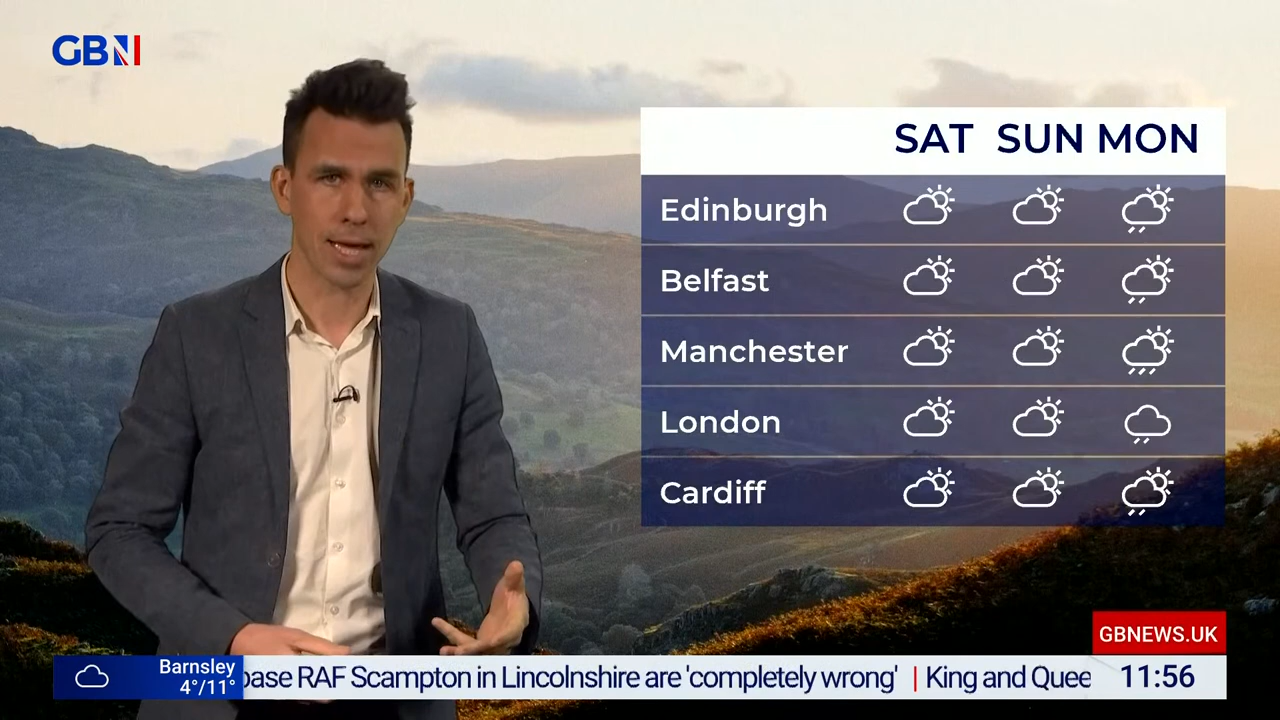 GBN
SAT SUN MON
Edinburgh
Belfast
Manchester
London
Cardiff
GBNEWS.UK
Barnsley
4°/11°
base RAF Scampton in Lincolnshire are 'completely wrong' | King and Quee
11:56